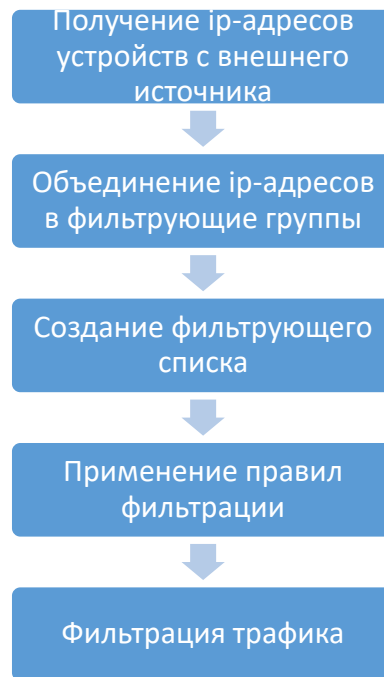 Получение ip-адресов
устройств с внешнего
источника
Объединение ip-адресов
в фильтрующие группы
Создание фильтрующего
списка
Применение правил
фильтрации
Фильтрация трафика